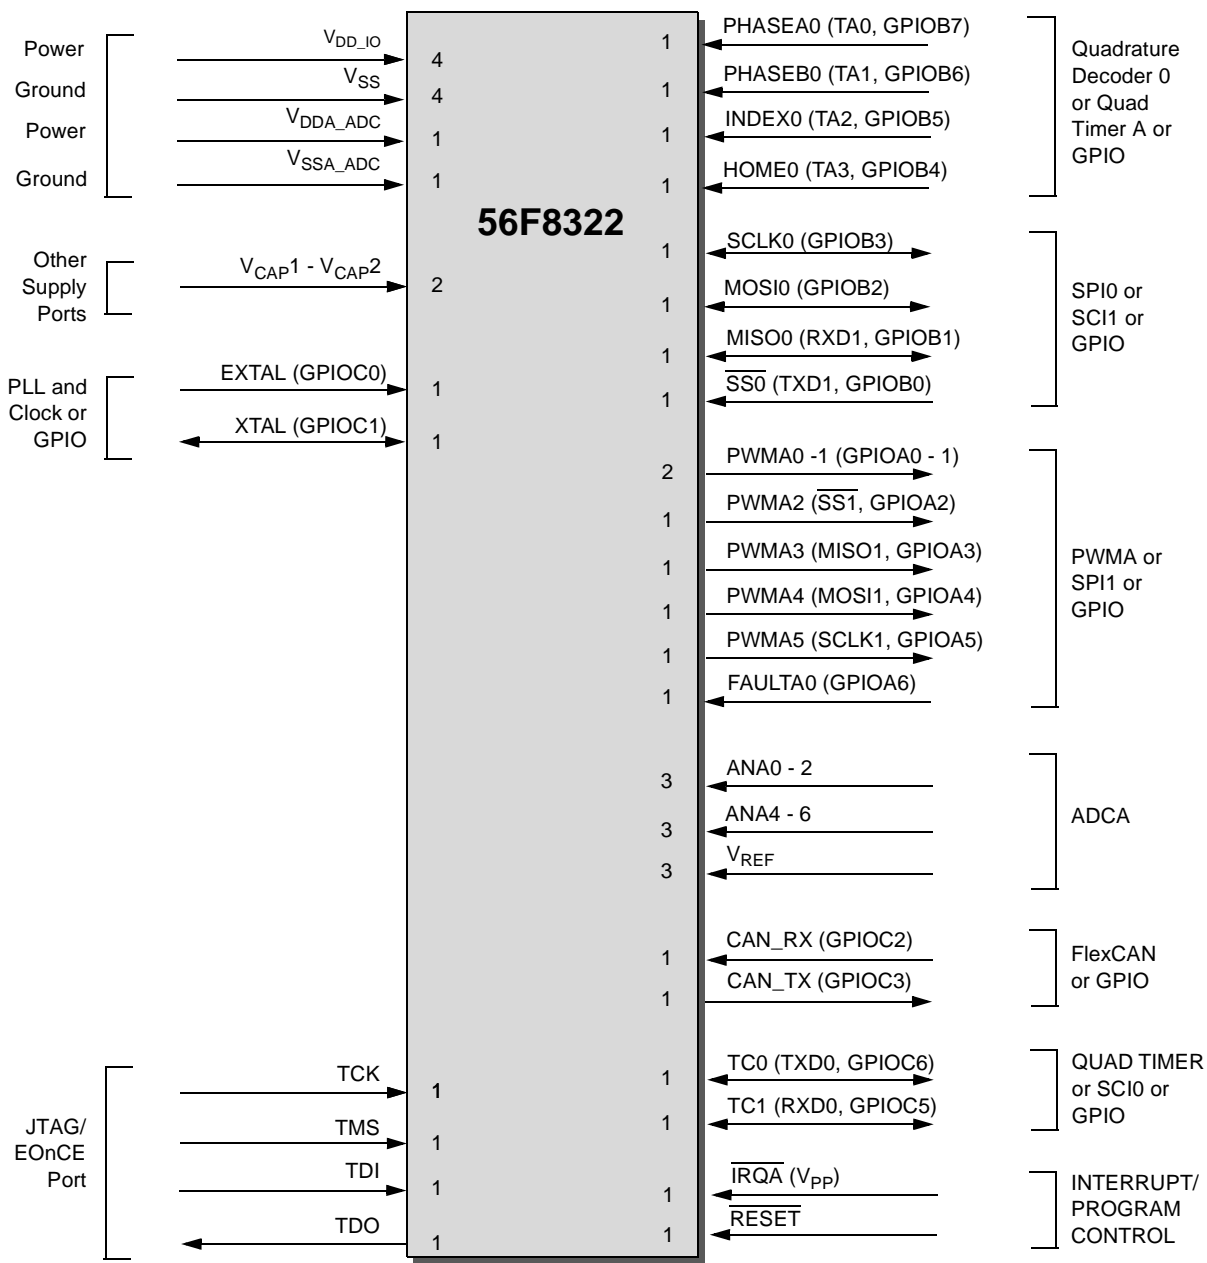 Power
V_DD_IO
4
Ground
V_SS
4
Power
V_DDA_ADC
1
Ground
V_SSA_ADC
1
Other
Supply
Ports
V_CAP1 - V_CAP2
2
PLL and
Clock or
GPIO
EXTAL (GPIOC0)
1
XTAL (GPIOC1)
1
JTAG/
EOnCE
Port
TCK
1
TMS
1
TDI
1
TDO
1
56F8322
1
PHASEA0 (TA0, GPIOB7)
1
PHASEB0 (TA1, GPIOB6)
1
INDEX0 (TA2, GPIOB5)
1
HOME0 (TA3, GPIOB4)
Quadrature
Decoder 0
or Quad
Timer A or
GPIO
1
SCLK0 (GPIOB3)
1
MOSI0 (GPIOB2)
1
MISO0 (RXD1, GPIOB1)
1
S̅S̅0̅ (TXD1, GPIOB0)
SPI0 or
SCI1 or
GPIO
2
PWMA0 -1 (GPIOA0 - 1)
1
PWMA2 (S̅S̅1̅, GPIOA2)
1
PWMA3 (MISO1, GPIOA3)
1
PWMA4 (MOSI1, GPIOA4)
1
PWMA5 (SCLK1, GPIOA5)
1
FAULTA0 (GPIOA6)
PWMA or
SPI1 or
GPIO
3
ANA0 - 2
3
ANA4 - 6
3
V_REF
ADCA
1
CAN_RX (GPIOC2)
1
CAN_TX (GPIOC3)
FlexCAN
or GPIO
1
TC0 (TXD0, GPIOC6)
1
TC1 (RXD0, GPIOC5)
QUAD TIMER
or SCI0 or
GPIO
1
I̅R̅Q̅A̅ (V_PP)
1
R̅E̅S̅E̅T̅
INTERRUPT/
PROGRAM
CONTROL